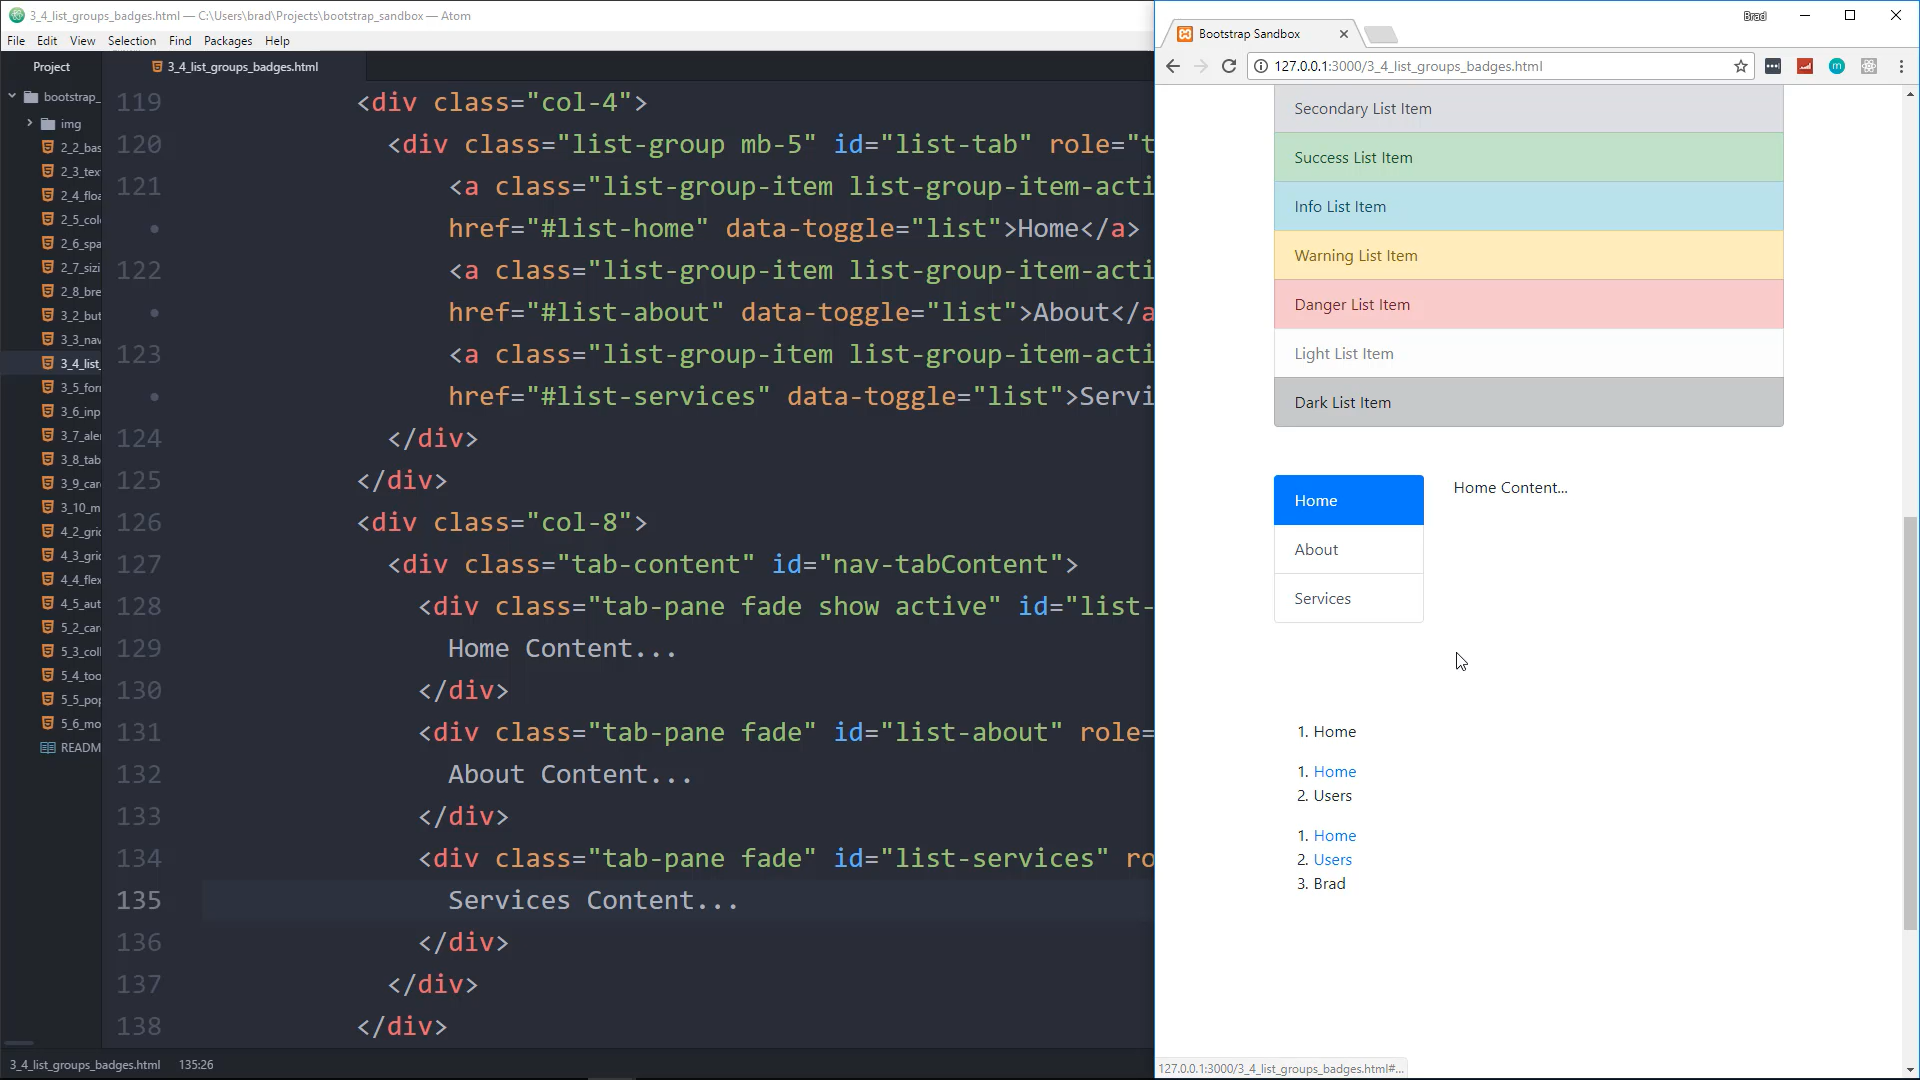 3_4_list_groups_badges.html — C:\Users\brad\Projects\bootstrap_sandbox — Atom
File Edit View Selection Find Packages Help
Project
3_4_list_groups_badges.html
bootstrap_
img
2_2_bas
2_3_tex
2_4_floa
2_5_colo
2_6_spa
2_7_sizi
2_8_bre
3_2_but
3_3_nav
3_4_list_
3_5_for
3_6_inp
3_7_ale
3_8_tab
3_9_car
3_10_m
4_2_gri
4_3_gri
4_4_flex
4_5_aut
5_2_car
5_3_coll
5_4_too
5_5_pop
5_6_mo
README
119 <div class="col-4">
120 <div class="list-group mb-5" id="list-tab" role="t
121 <a class="list-group-item list-group-item-acti
href="#list-home" data-toggle="list">Home</a>
122 <a class="list-group-item list-group-item-acti
href="#list-about" data-toggle="list">About</a
123 <a class="list-group-item list-group-item-acti
href="#list-services" data-toggle="list">Servi
124 </div>
125 </div>
126 <div class="col-8">
127 <div class="tab-content" id="nav-tabContent">
128 <div class="tab-pane fade show active" id="list-
129 Home Content...
130 </div>
131 <div class="tab-pane fade" id="list-about" role=
132 About Content...
133 </div>
134 <div class="tab-pane fade" id="list-services" ro
135 Services Content...
136 </div>
137 </div>
138 </div>
3_4_list_groups_badges.html 135:26
Brad
Bootstrap Sandbox
127.0.0.1:3000/3_4_list_groups_badges.html
Secondary List Item
Success List Item
Info List Item
Warning List Item
Danger List Item
Light List Item
Dark List Item
Home
About
Services
Home Content...
1. Home
1. Home
2. Users
1. Home
2. Users
3. Brad
127.0.0.1:3000/3_4_list_groups_badges.html#...